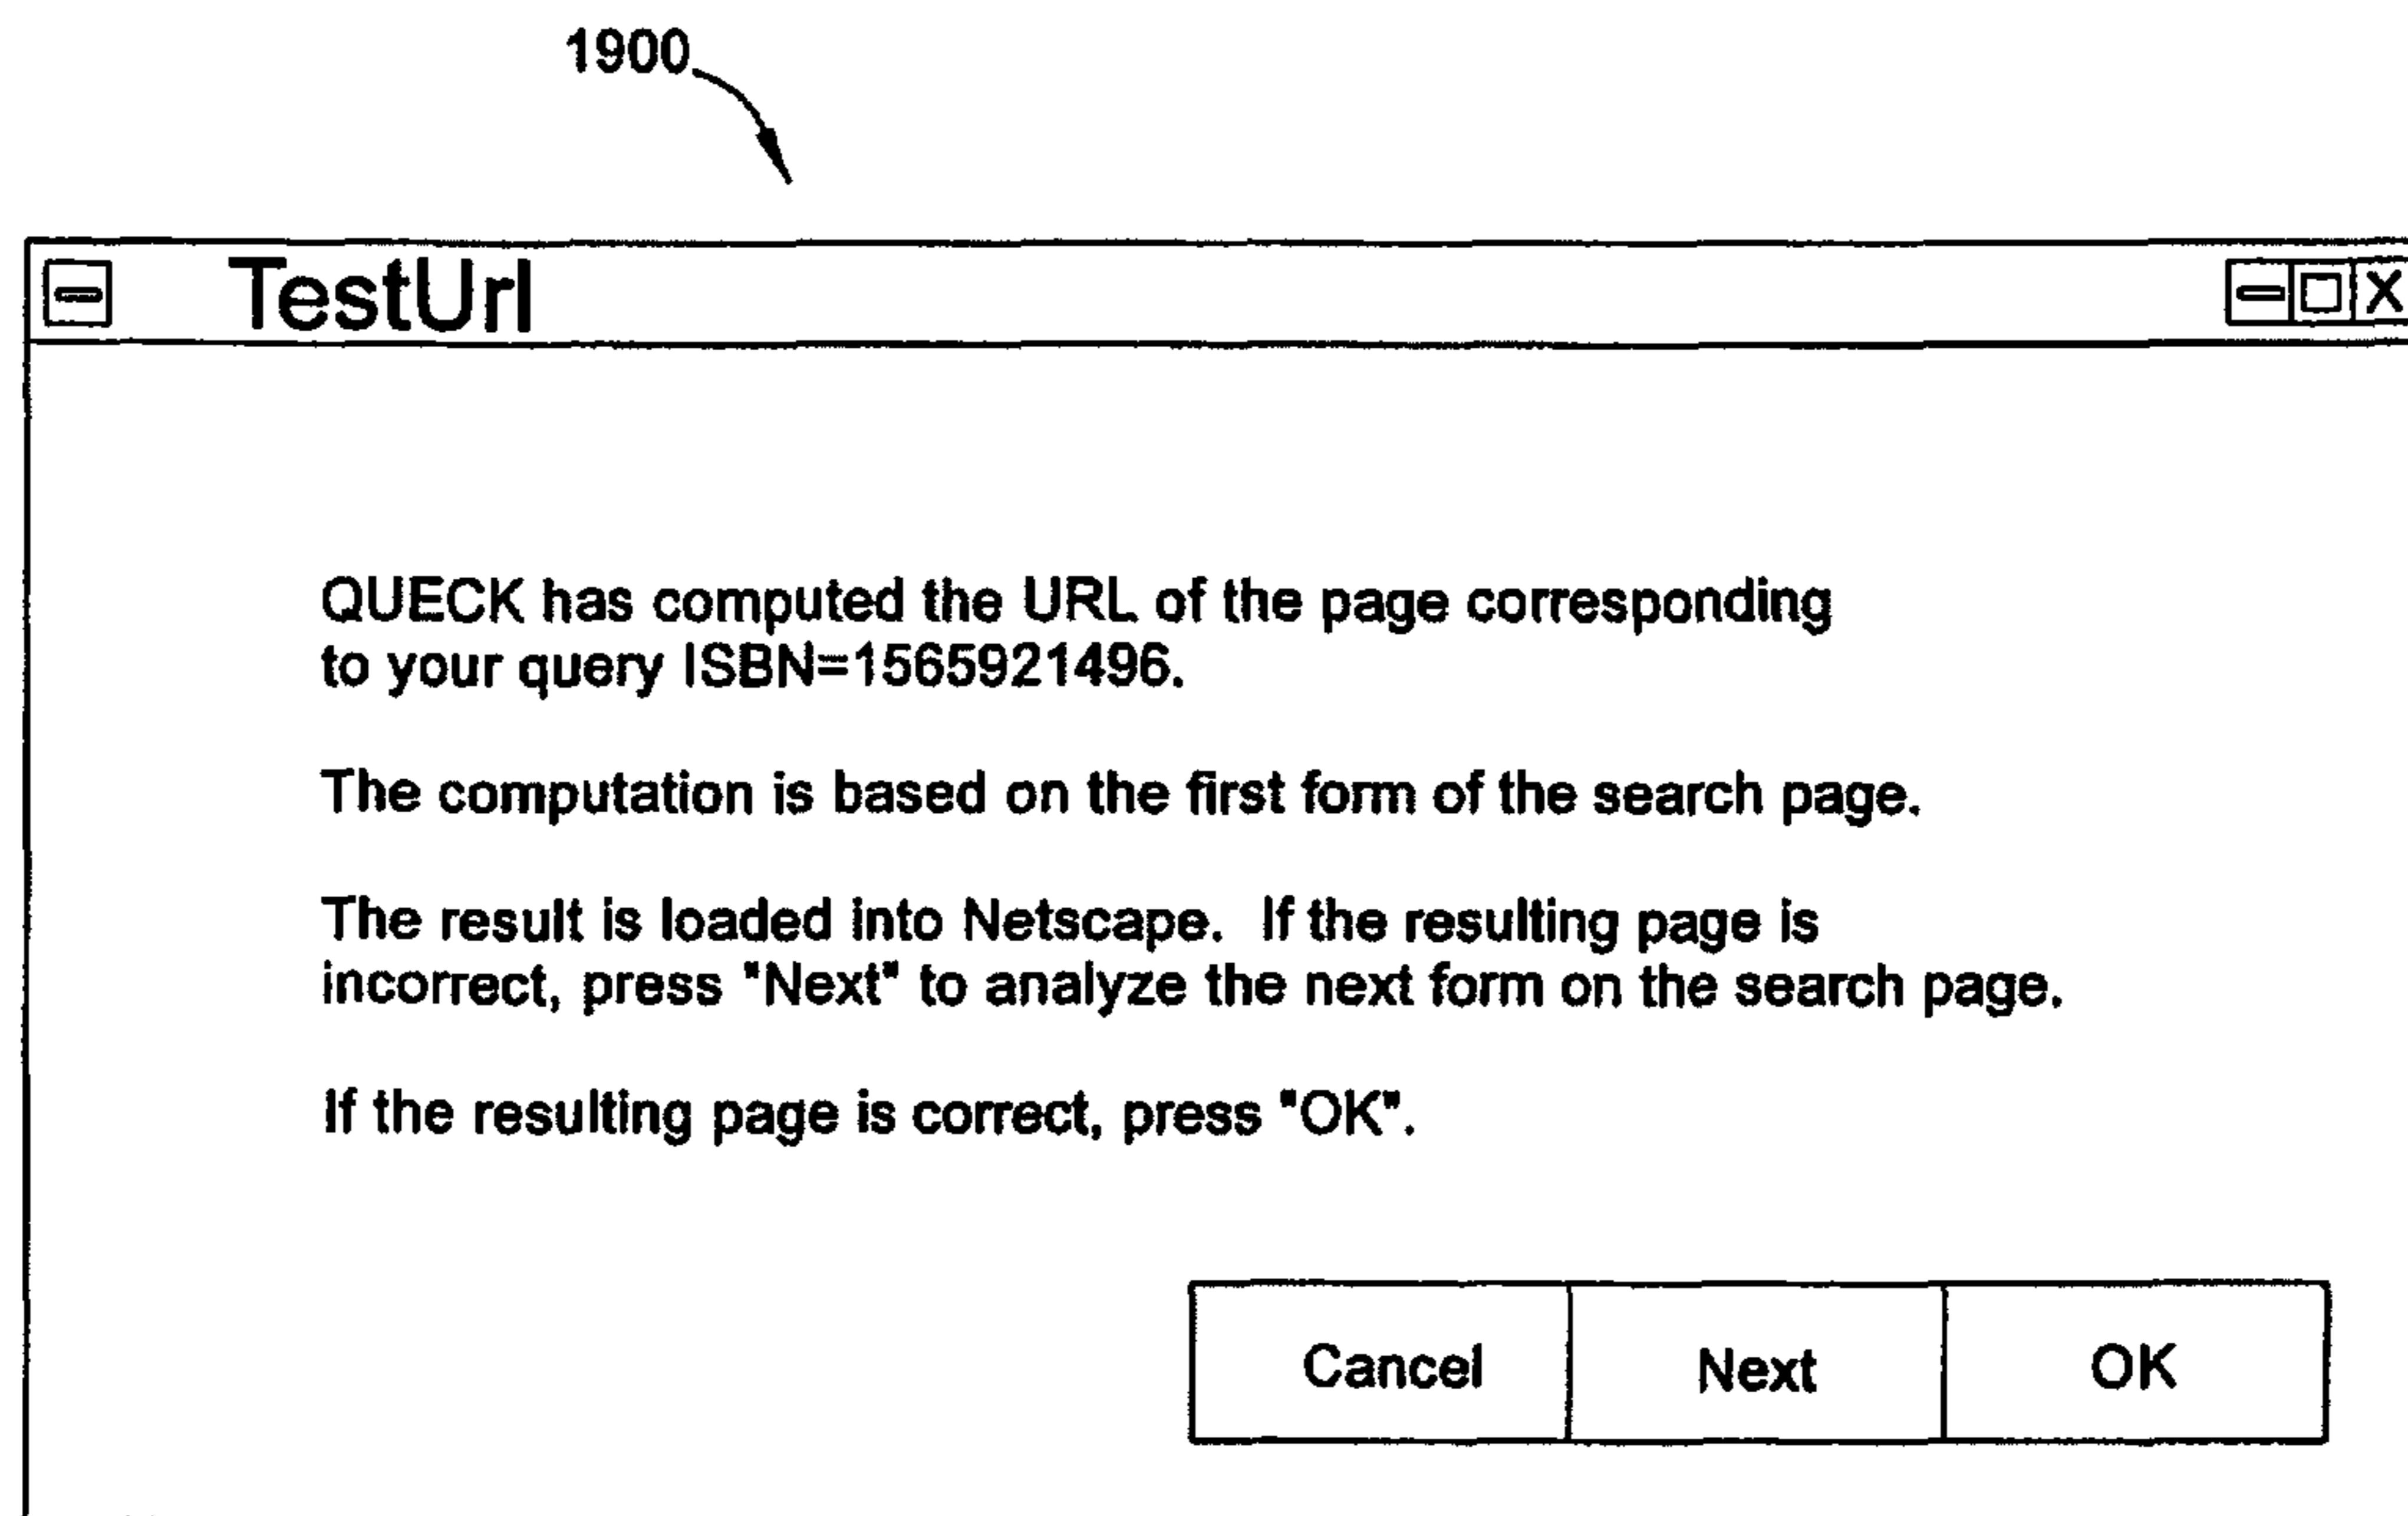 1900
TestUrl
QUECK has computed the URL of the page corresponding
to your query ISBN=1565921496.
The computation is based on the first form of the search page.
The result is loaded into Netscape.  If the resulting page is
incorrect, press "Next" to analyze the next form on the search page.
If the resulting page is correct, press "OK".
Cancel
Next
OK